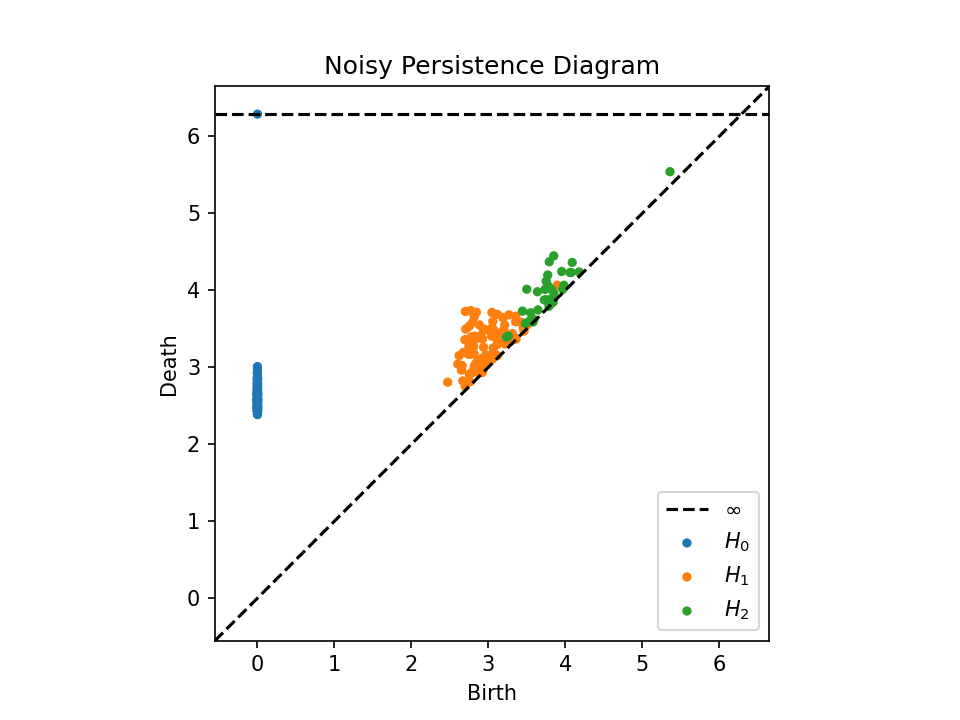 Noisy Persistence Diagram
Death
6
5
4
3
2
1
0
0 1 2 3 4 5 6
Birth
∞
H₀
H₁
H₂